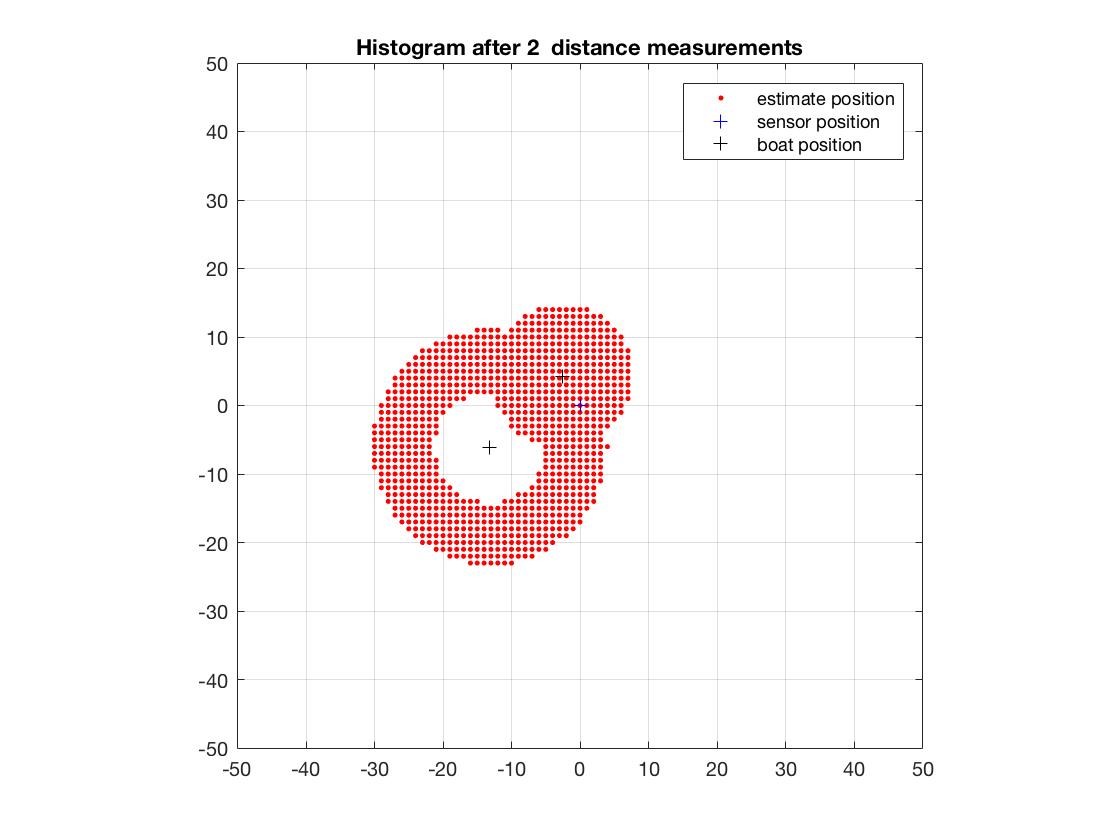 Histogram after 2  distance measurements
estimate position
sensor position
boat position
50
40
30
20
10
0
-10
-20
-30
-40
-50
-50 -40 -30 -20 -10 0 10 20 30 40 50